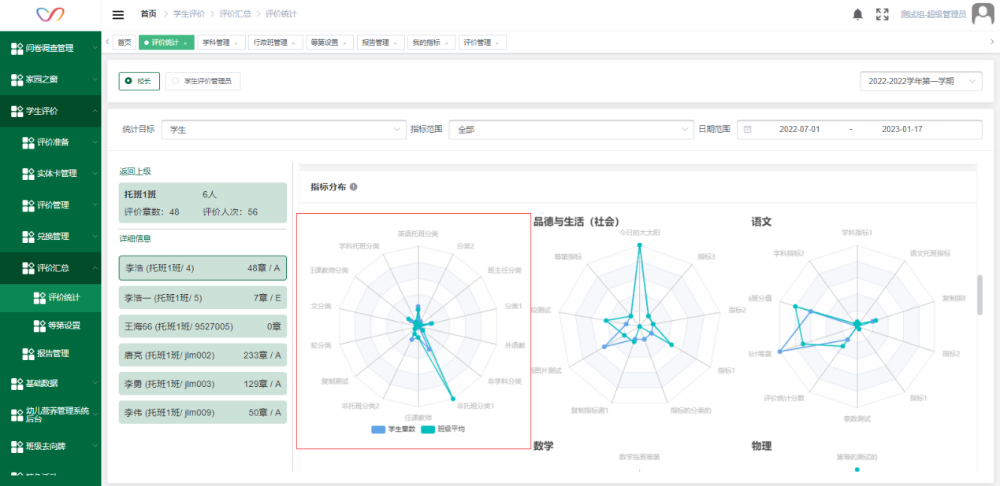 首页 > 学生评价 > 评价汇总 > 评价统计
测试组-超级管理员
首页
评价统计 ×
学科管理 ×
行政班管理 ×
等第设置 ×
报告管理 ×
我的指标 ×
评价管理 ×
问卷调查管理
家园之窗
学生评价
评价准备
实体卡管理
评价管理
兑换管理
评价汇总
评价统计
等第设置
报告管理
基础数据
幼儿营养管理系统
后台
班级去向牌
校长
学生评价管理员
2022-2022学年第一学期
统计目标 学生
指标范围 全部
日期范围 2022-07-01 - 2023-01-17
返回上级
托班1班 6人
评价章数：48 评价人次：56
详细信息
李浩 (托班1班/ 4) 48章 / A
李浩一 (托班1班/ 5) 7章 / E
王海66 (托班1班/ 9527005) 0章
唐亮 (托班1班/ jlm002) 233章 / A
李勇 (托班1班/ jlm003) 129章 / A
李伟 (托班1班/ jlm009) 50章 / A
指标分布
英语托班分类
分类2
班主任分类
分类1
外语教
非学科分类
非托班分类1
任课教师
非托班分类2
复制测试
文分类
学科托班分类
学生章数 班级平均
品德与生活（社会）
今日的大太阳
指标3
指标2
指标1
指标的分类的
复制指标测1
图片测试
等第指标
语文
学科指标1
语文托班指标
复制指标
指标2
指标1
章数测试
评价统计分数
计等第
班分值
学科指标2
数学
数学指班等第
物理
第等的测试的